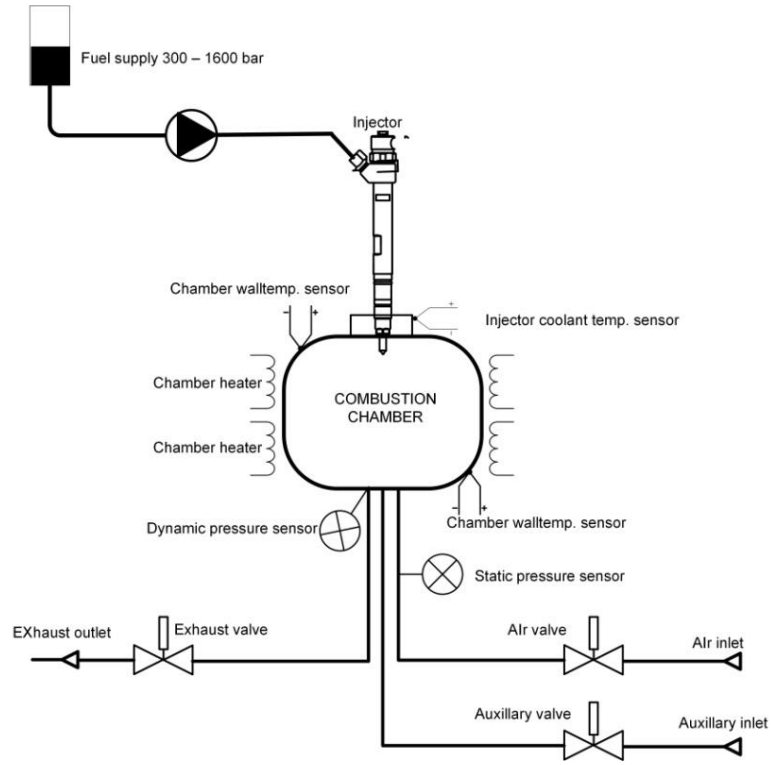 Fuel supply 300 – 1600 bar
Injector
Chamber walltemp. sensor
- +
+
Injector coolant temp. sensor
Chamber heater
COMBUSTION
CHAMBER
Chamber heater
- +
Dynamic pressure sensor
Chamber walltemp. sensor
Static pressure sensor
EXhaust outlet
Exhaust valve
AIr valve
AIr inlet
Auxillary valve
Auxillary inlet